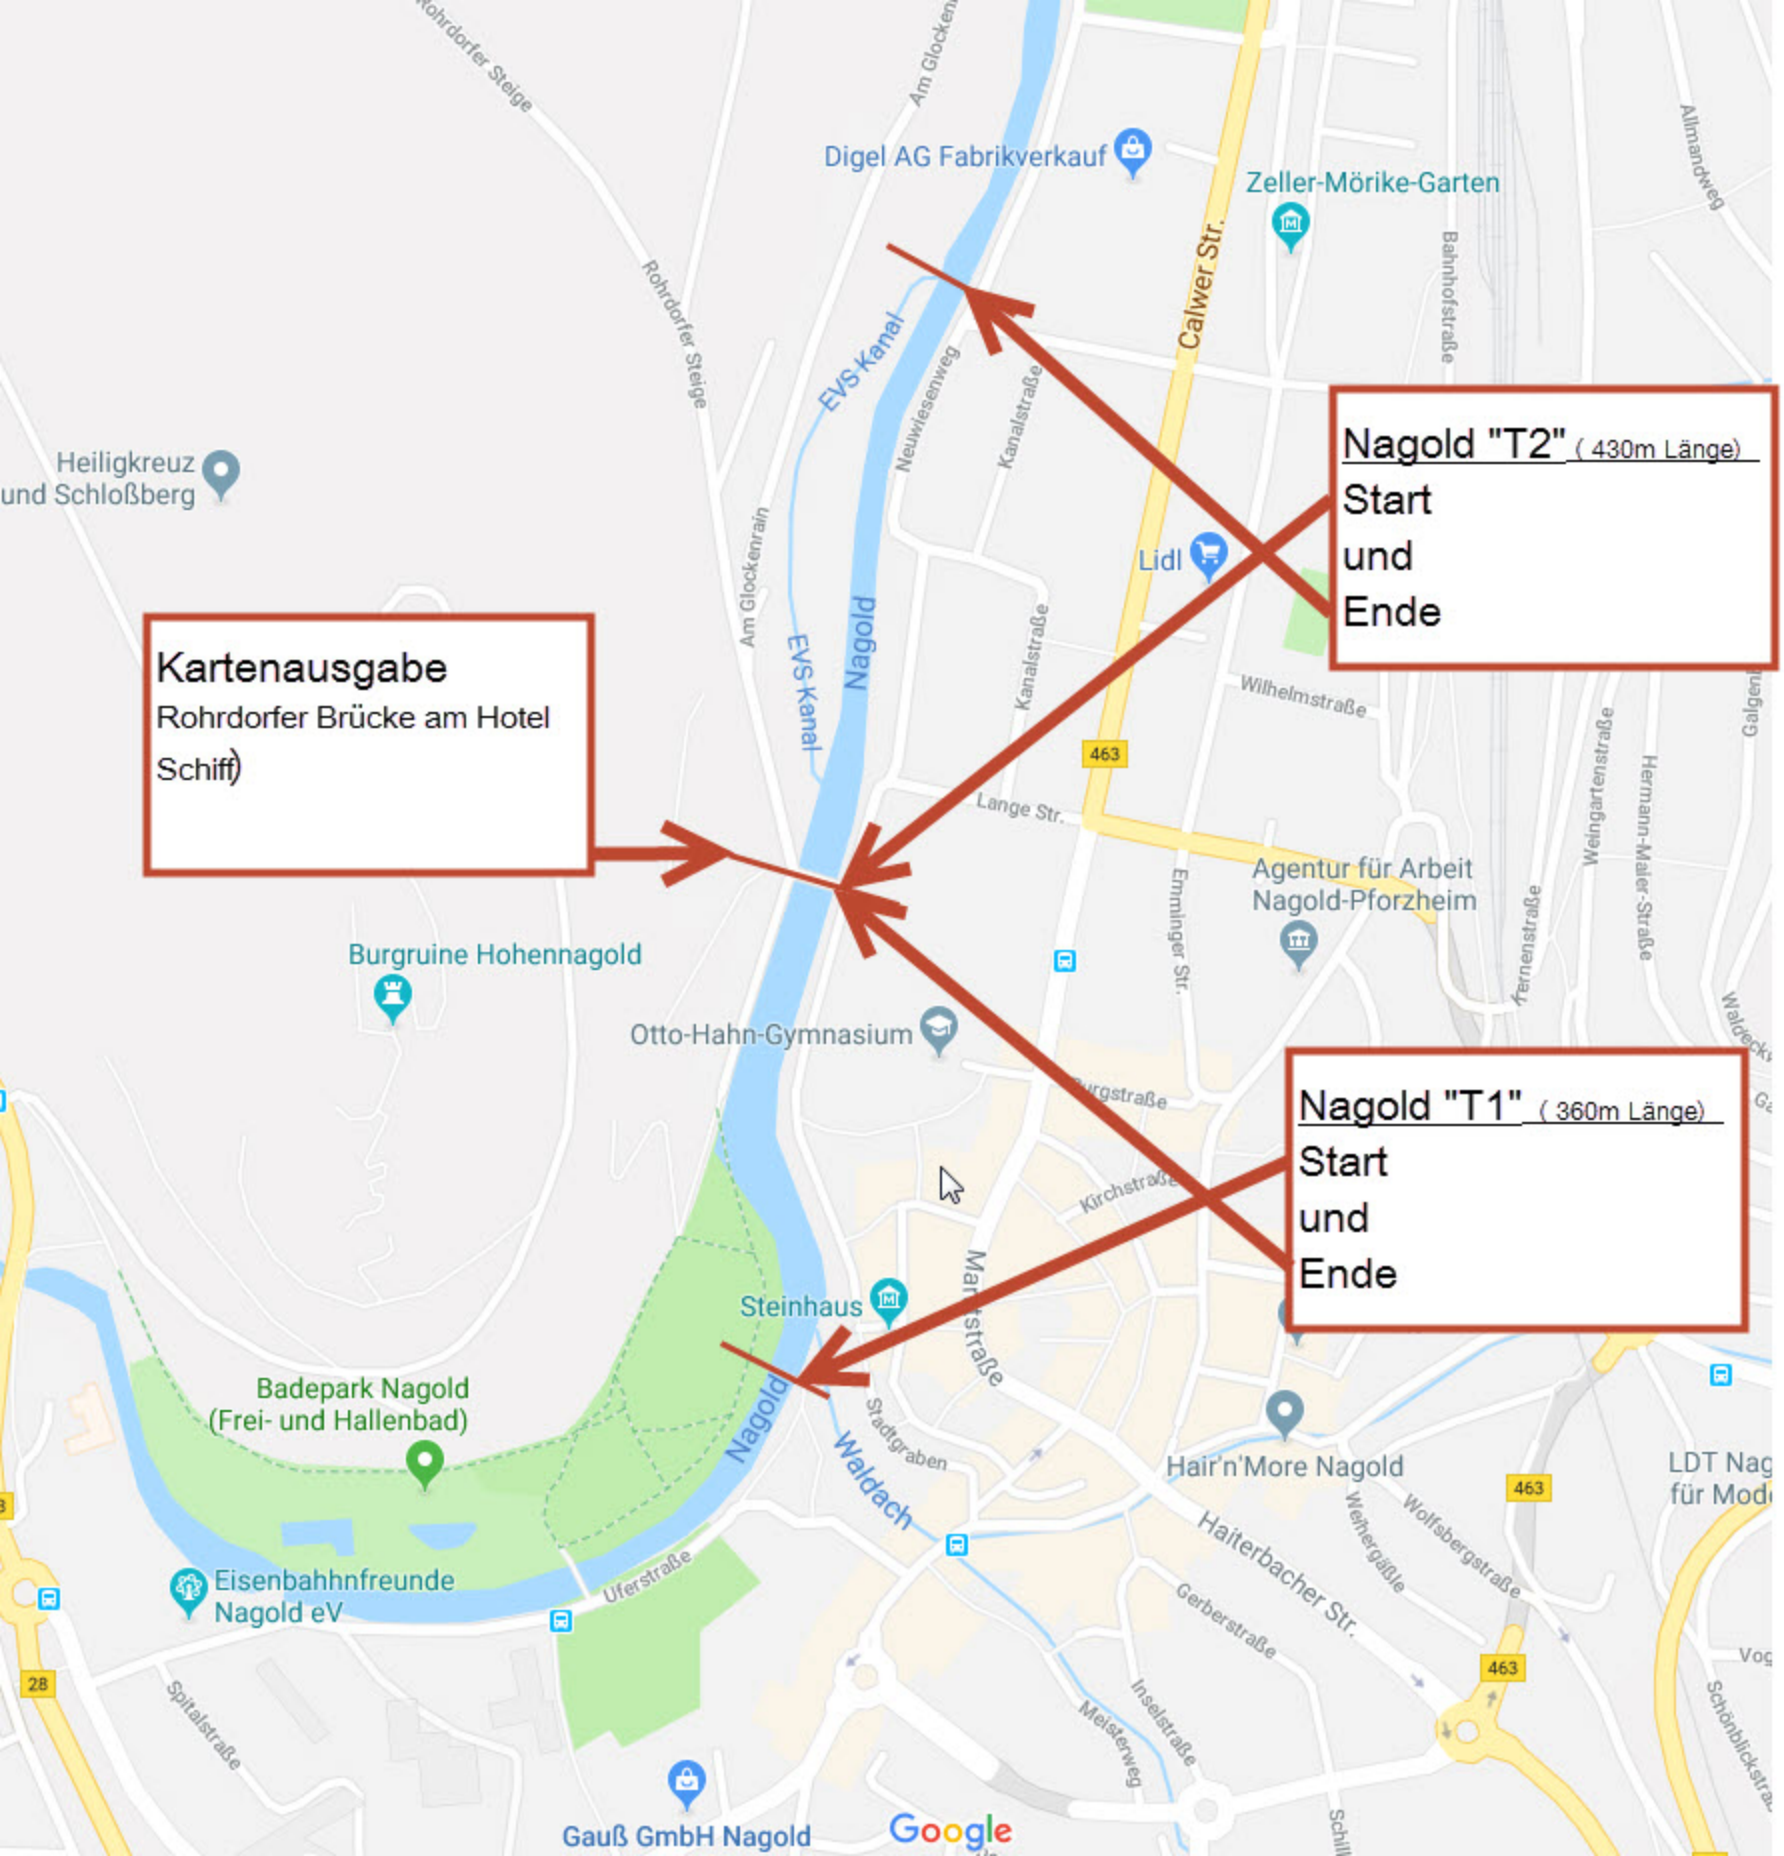 Rohrdorfer Steige
Am Glocken
Digel AG Fabrikverkauf
Zeller-Mörike-Garten
Allmandweg
Calwer Str.
Bahnhofstraße
Rohrdorfer Steige
EVS Kanal
Neuwiesenweg
Kanalstraße
Heiligkreuz
und Schloßberg
Nagold "T2" ( 430m Länge)
Start
und
Ende
Lidl
Am Glockenrain
Nagold
EVS Kanal
Kanalstraße
Wilhelmstraße
Kartenausgabe
Rohrdorfer Brücke am Hotel
Schiff)
463
Lange Str.
Weingartenstraße
Hermann-Maier-Straße
Agentur für Arbeit
Nagold-Pforzheim
Emminger Str.
Burgruine Hohennagold
Otto-Hahn-Gymnasium
Nagold "T1" ( 360m Länge)
Start
und
Ende
Kirchstraße
Steinhaus
Badepark Nagold
(Frei- und Hallenbad)
Nagold
Waldach
Stadtgraben
Hair'n'More Nagold
LDT Nag
für Mod
463
Weihergäßle
Wolfsbergstraße
Haiterbacher Str.
Eisenbahnfreunde
Nagold eV
Uferstraße
Gerberstraße
28
463
Spitalstraße
Meisterweg
Inselstraße
Schönblickstra
Vog
Schill
Gauß GmbH Nagold
Google